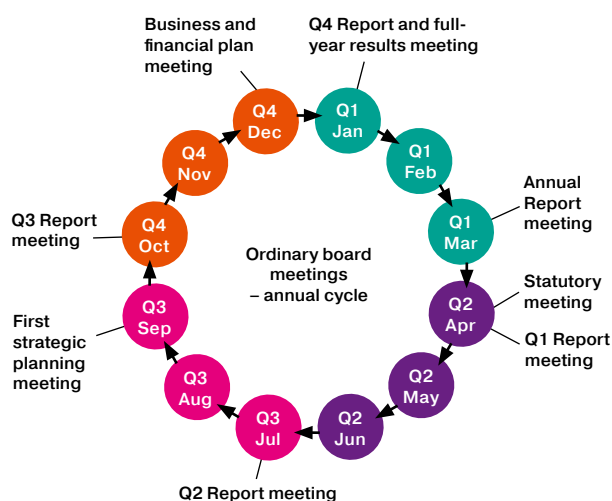 Business and
financial plan
meeting
Q4 Report and full-
year results meeting
Q4
Dec
Q1
Jan
Q4
Nov
Q1
Feb
Annual
Report
meeting
Q3 Report
meeting
Q4
Oct
Q1
Mar
Ordinary board
meetings
– annual cycle
Statutory
meeting
First
strategic
planning
meeting
Q3
Sep
Q2
Apr
Q1 Report
meeting
Q3
Aug
Q2
May
Q3
Jul
Q2
Jun
Q2 Report meeting